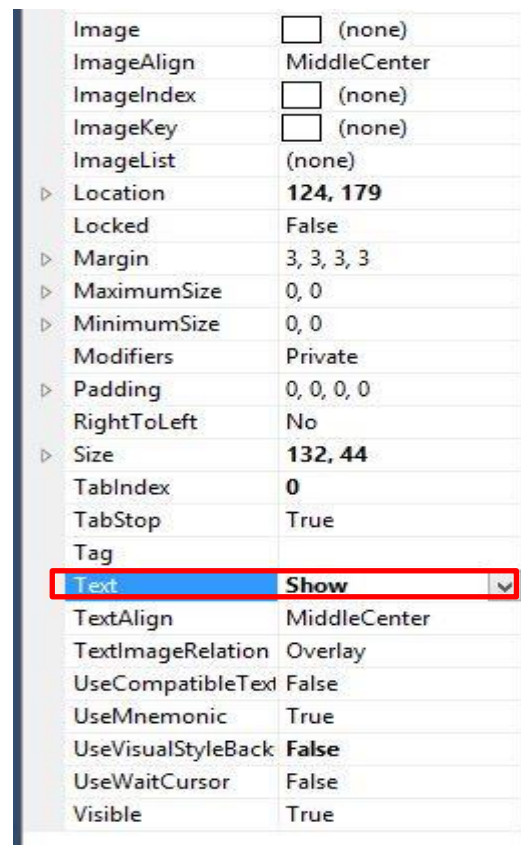 Image (none)
ImageAlign MiddleCenter
ImageIndex (none)
ImageKey (none)
ImageList (none)
Location 124, 179
Locked False
Margin 3, 3, 3, 3
MaximumSize 0, 0
MinimumSize 0, 0
Modifiers Private
Padding 0, 0, 0, 0
RightToLeft No
Size 132, 44
TabIndex 0
TabStop True
Tag
Text Show
TextAlign MiddleCenter
TextImageRelation Overlay
UseCompatibleText False
UseMnemonic True
UseVisualStyleBack False
UseWaitCursor False
Visible True